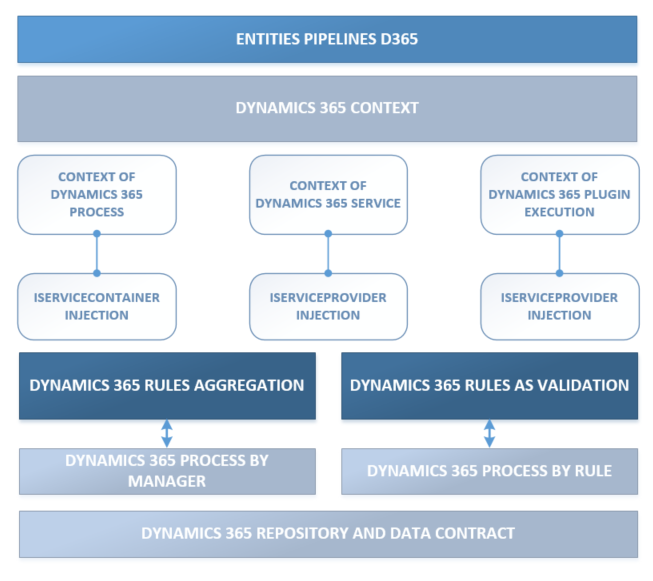 ENTITIES PIPELINES D365
DYNAMICS 365 CONTEXT
CONTEXT OF
DYNAMICS 365
PROCESS
CONTEXT OF
DYNAMICS 365 SERVICE
CONTEXT OF
DYNAMICS 365 PLUGIN
EXECUTION
ISERVICECONTAINER
INJECTION
ISERVICEPROVIDER
INJECTION
ISERVICEPROVIDER
INJECTION
DYNAMICS 365 RULES AGGREGATION
DYNAMICS 365 RULES AS VALIDATION
DYNAMICS 365 PROCESS BY
MANAGER
DYNAMICS 365 PROCESS BY RULE
DYNAMICS 365 REPOSITORY AND DATA CONTRACT